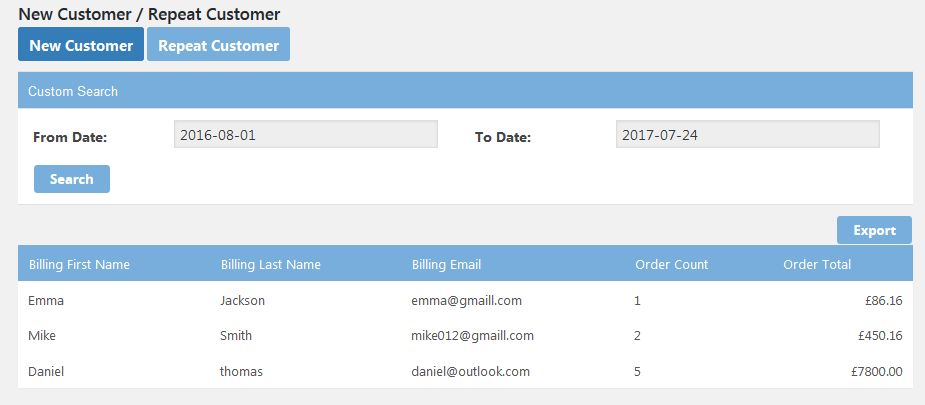 New Customer / Repeat Customer
New Customer Repeat Customer
Custom Search
From Date: 2016-08-01 To Date: 2017-07-24
Search
Export
Billing First Name Billing Last Name Billing Email Order Count Order Total
Emma Jackson emma@gmaill.com 1 £86.16
Mike Smith mike012@gmaill.com 2 £450.16
Daniel thomas daniel@outlook.com 5 £7800.00